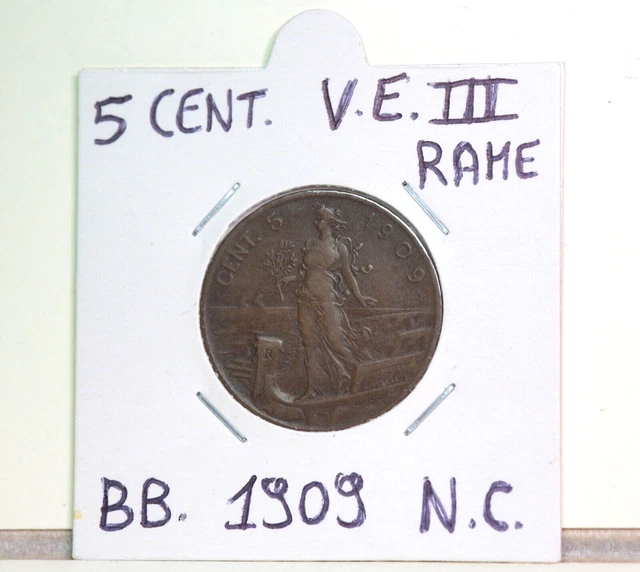 5 CENT. V.E. III
RAME
CENT. 5 1909
R
BB. 1909 N.C.